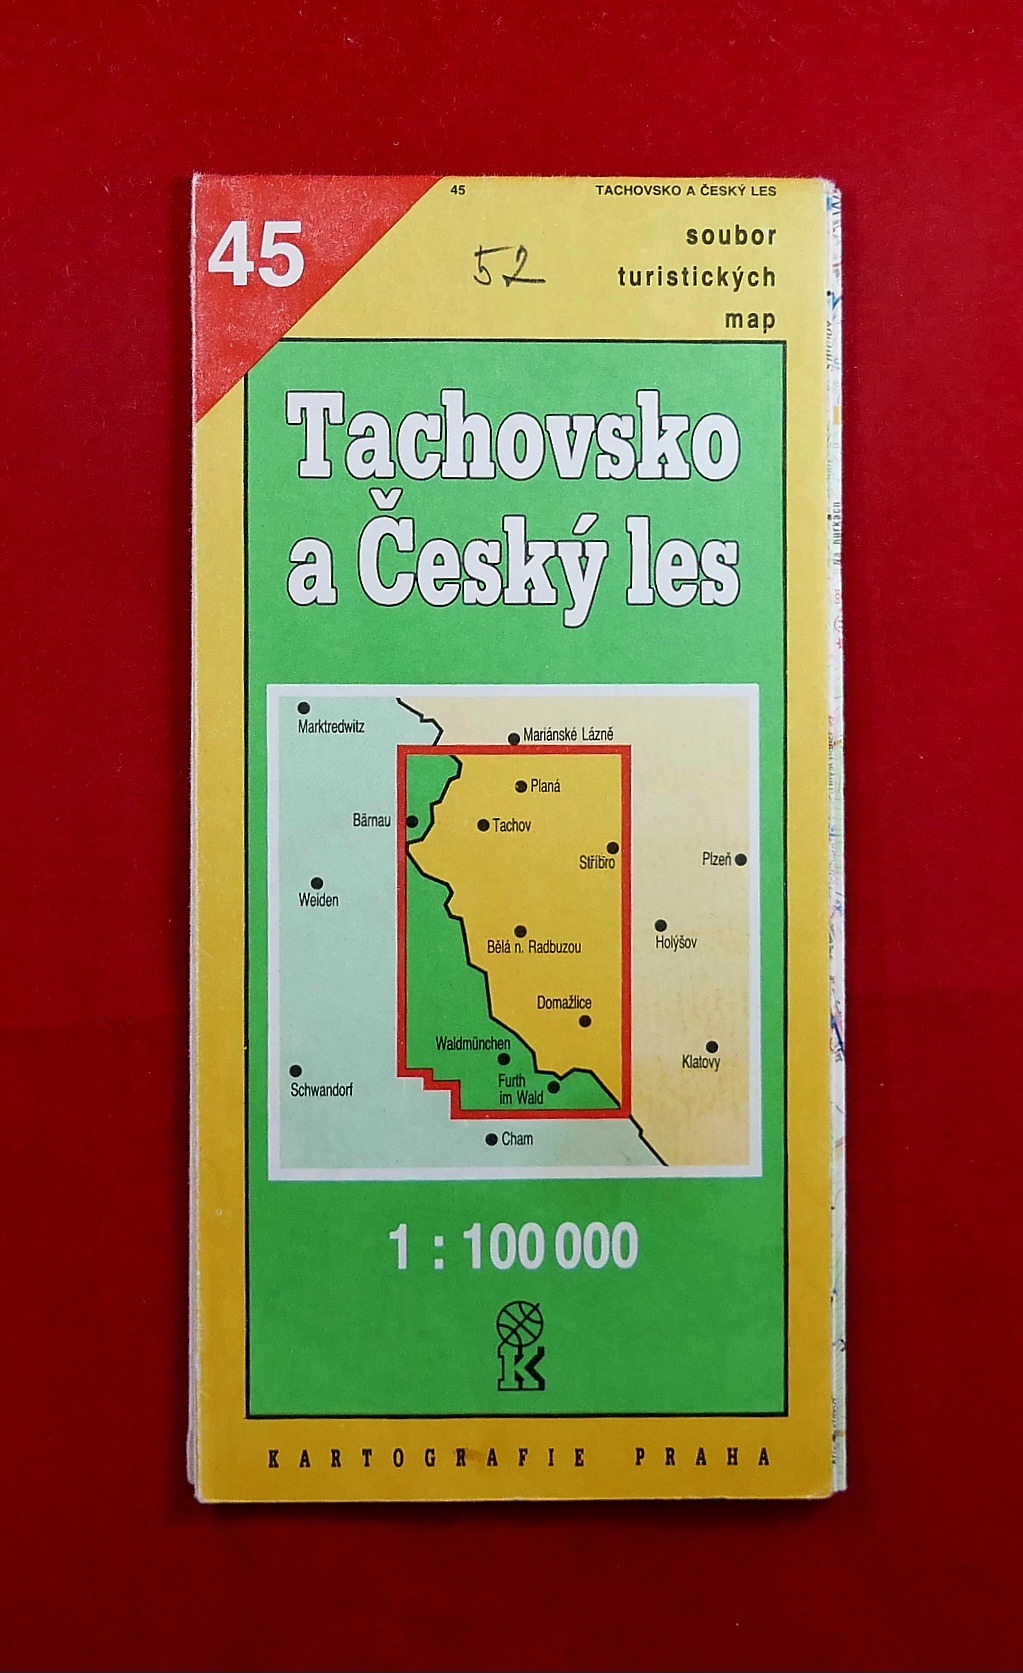 45 TACHOVSKO A ČESKÝ LES
45
52
soubor
turistických
map
Tachovsko
a Český les
Marktredwitz
Mariánské Lázně
Planá
Bärnau
Tachov
Stříbro
Plzeň
Weiden
Holýšov
Bělá n. Radbuzou
Domažlice
Waldmünchen
Klatovy
Furth
im Wald
Schwandorf
Cham
1 : 100 000
K
KARTOGRAFIE PRAHA